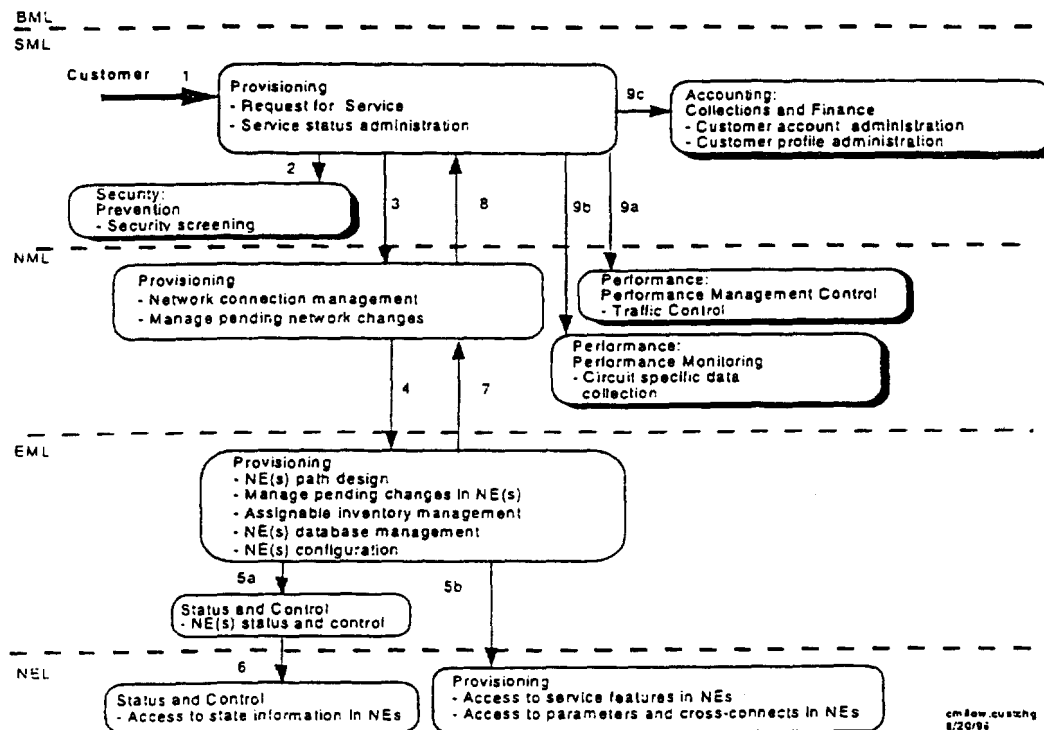 BML
SML
Customer 1
Provisioning
- Request for Service
- Service status administration
9c
Accounting:
Collections and Finance
- Customer account administration
- Customer profile administration
2
Security:
Prevention
- Security screening
3
8
9b
9a
NML
Provisioning
- Network connection management
- Manage pending network changes
Performance:
Performance Management Control
- Traffic Control
Performance:
Performance Monitoring
- Circuit specific data
collection
4
7
EML
Provisioning
- NE(s) path design
- Manage pending changes in NE(s)
- Assignable inventory management
- NE(s) database management
- NE(s) configuration
5a
5b
Status and Control
- NE(s) status and control
NEL
6
Status and Control
- Access to state information in NEs
Provisioning
- Access to service features in NEs
- Access to parameters and cross-connects in NEs